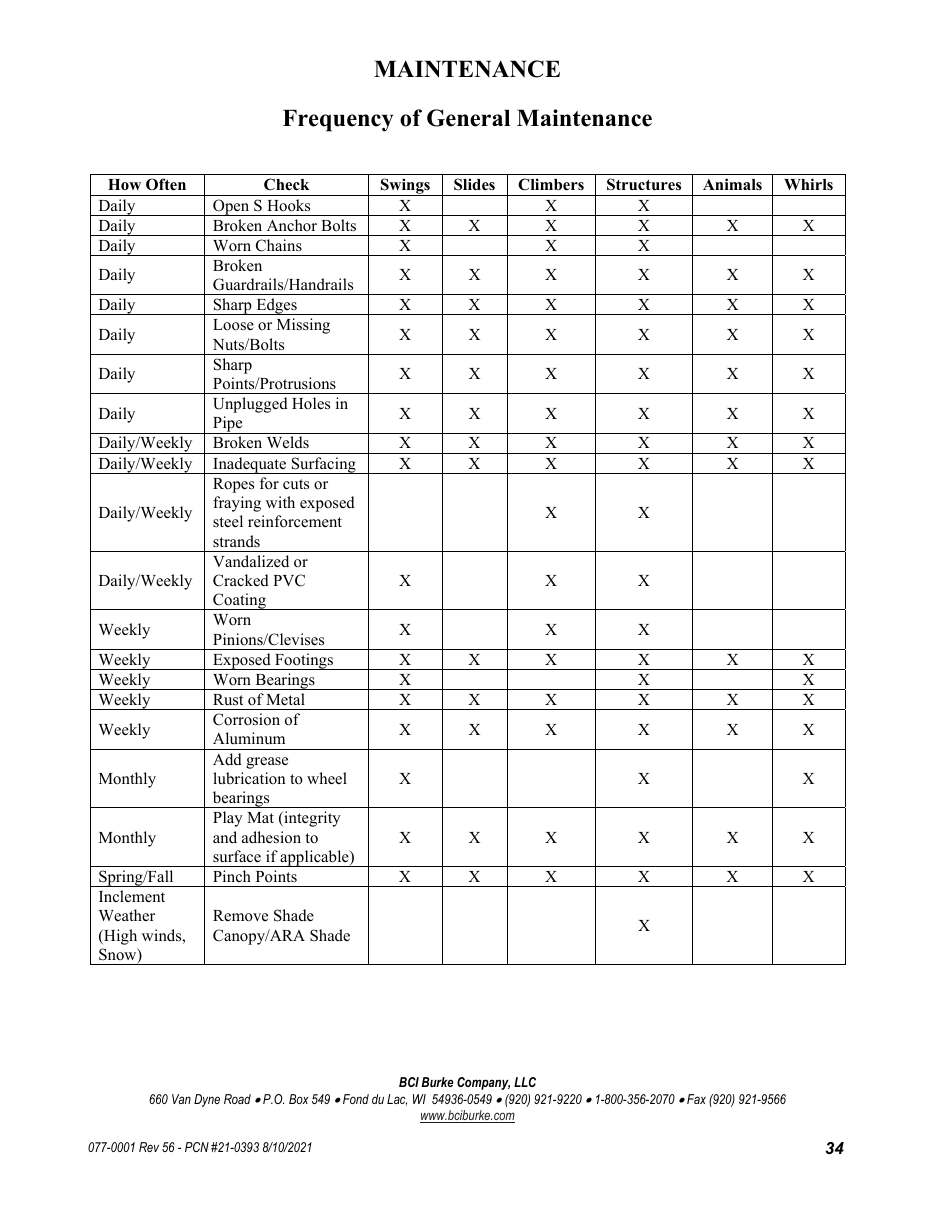 MAINTENANCE
Frequency of General Maintenance
How Often Check Swings Slides Climbers Structures Animals Whirls
Daily Open S Hooks X X X
Daily Broken Anchor Bolts X X X X X X
Daily Worn Chains X X X
Daily Broken
Guardrails/Handrails X X X X X X
Daily Sharp Edges X X X X X X
Daily Loose or Missing
Nuts/Bolts X X X X X X
Daily Sharp
Points/Protrusions X X X X X X
Daily Unplugged Holes in
Pipe X X X X X X
Daily/Weekly Broken Welds X X X X X X
Daily/Weekly Inadequate Surfacing X X X X X X
Daily/Weekly Ropes for cuts or
fraying with exposed
steel reinforcement
strands X X
Daily/Weekly Vandalized or
Cracked PVC
Coating X X X
Weekly Worn
Pinions/Clevises X X X
Weekly Exposed Footings X X X X X X
Weekly Worn Bearings X X X
Weekly Rust of Metal X X X X X X
Weekly Corrosion of
Aluminum X X X X X X
Monthly Add grease
lubrication to wheel
bearings X X X
Monthly Play Mat (integrity
and adhesion to
surface if applicable) X X X X X X
Spring/Fall Pinch Points X X X X X X
Inclement
Weather
(High winds,
Snow) Remove Shade
Canopy/ARA Shade X
BCI Burke Company, LLC
660 Van Dyne Road • P.O. Box 549 • Fond du Lac, WI 54936-0549 • (920) 921-9220 • 1-800-356-2070 • Fax (920) 921-9566
www.bciburke.com
077-0001 Rev 56 - PCN #21-0393 8/10/2021 34